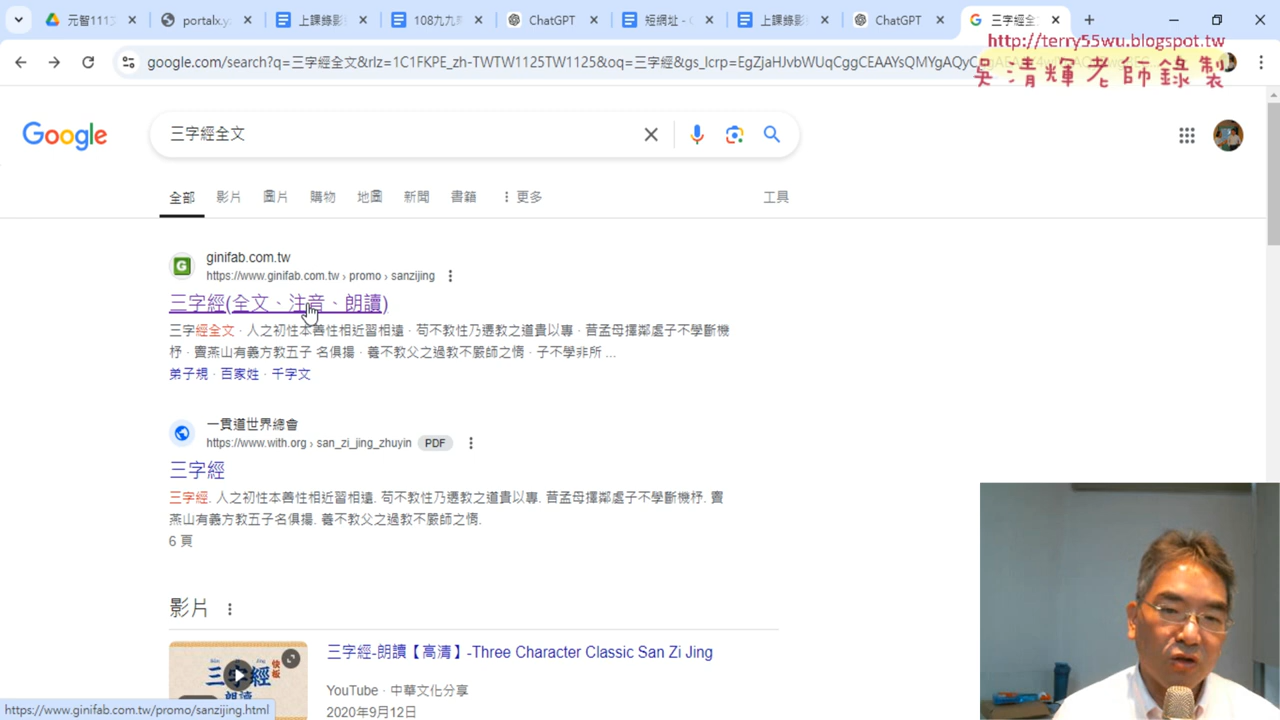 元智111
portalx.y
上課錄影
108九九
ChatGPT
短網址 -
上課錄影
ChatGPT
三字經全
google.com/search?q=三字經全文&rlz=1C1FKPE_zh-TWTW1125TW1125&oq=三字經&gs_lcrp=EgZjaHJvbWUqCggCEAAYsQMYgAQyC
http://terry55wu.blogspot.tw
吳清輝老師錄製
Google
三字經全文
全部
影片
圖片
購物
地圖
新聞
書籍
更多
工具
ginifab.com.tw
https://www.ginifab.com.tw › promo › sanzijing
三字經(全文、注音、朗讀)
三字經全文 · 人之初性本善性相近習相遠 · 苟不教性乃遷教之道貴以專 · 昔孟母擇鄰處子不學斷機
杼 · 竇燕山有義方教五子 名俱揚 · 養不教父之過教不嚴師之惰 · 子不學非所 ...
弟子規 · 百家姓 · 千字文
一貫道世界總會
https://www.with.org › san_zi_jing_zhuyin
PDF
三字經
三字經. 人之初性本善性相近習相遠. 苟不教性乃遷教之道貴以專. 昔孟母擇鄰處子不學斷機杼. 竇
燕山有義方教五子名俱揚. 養不教父之過教不嚴師之惰.
6 頁
影片
三字經
朗讀
三字經-朗讀【高清】-Three Character Classic San Zi Jing
YouTube · 中華文化分享
2020年9月12日
https://www.ginifab.com.tw/promo/sanzijing.html